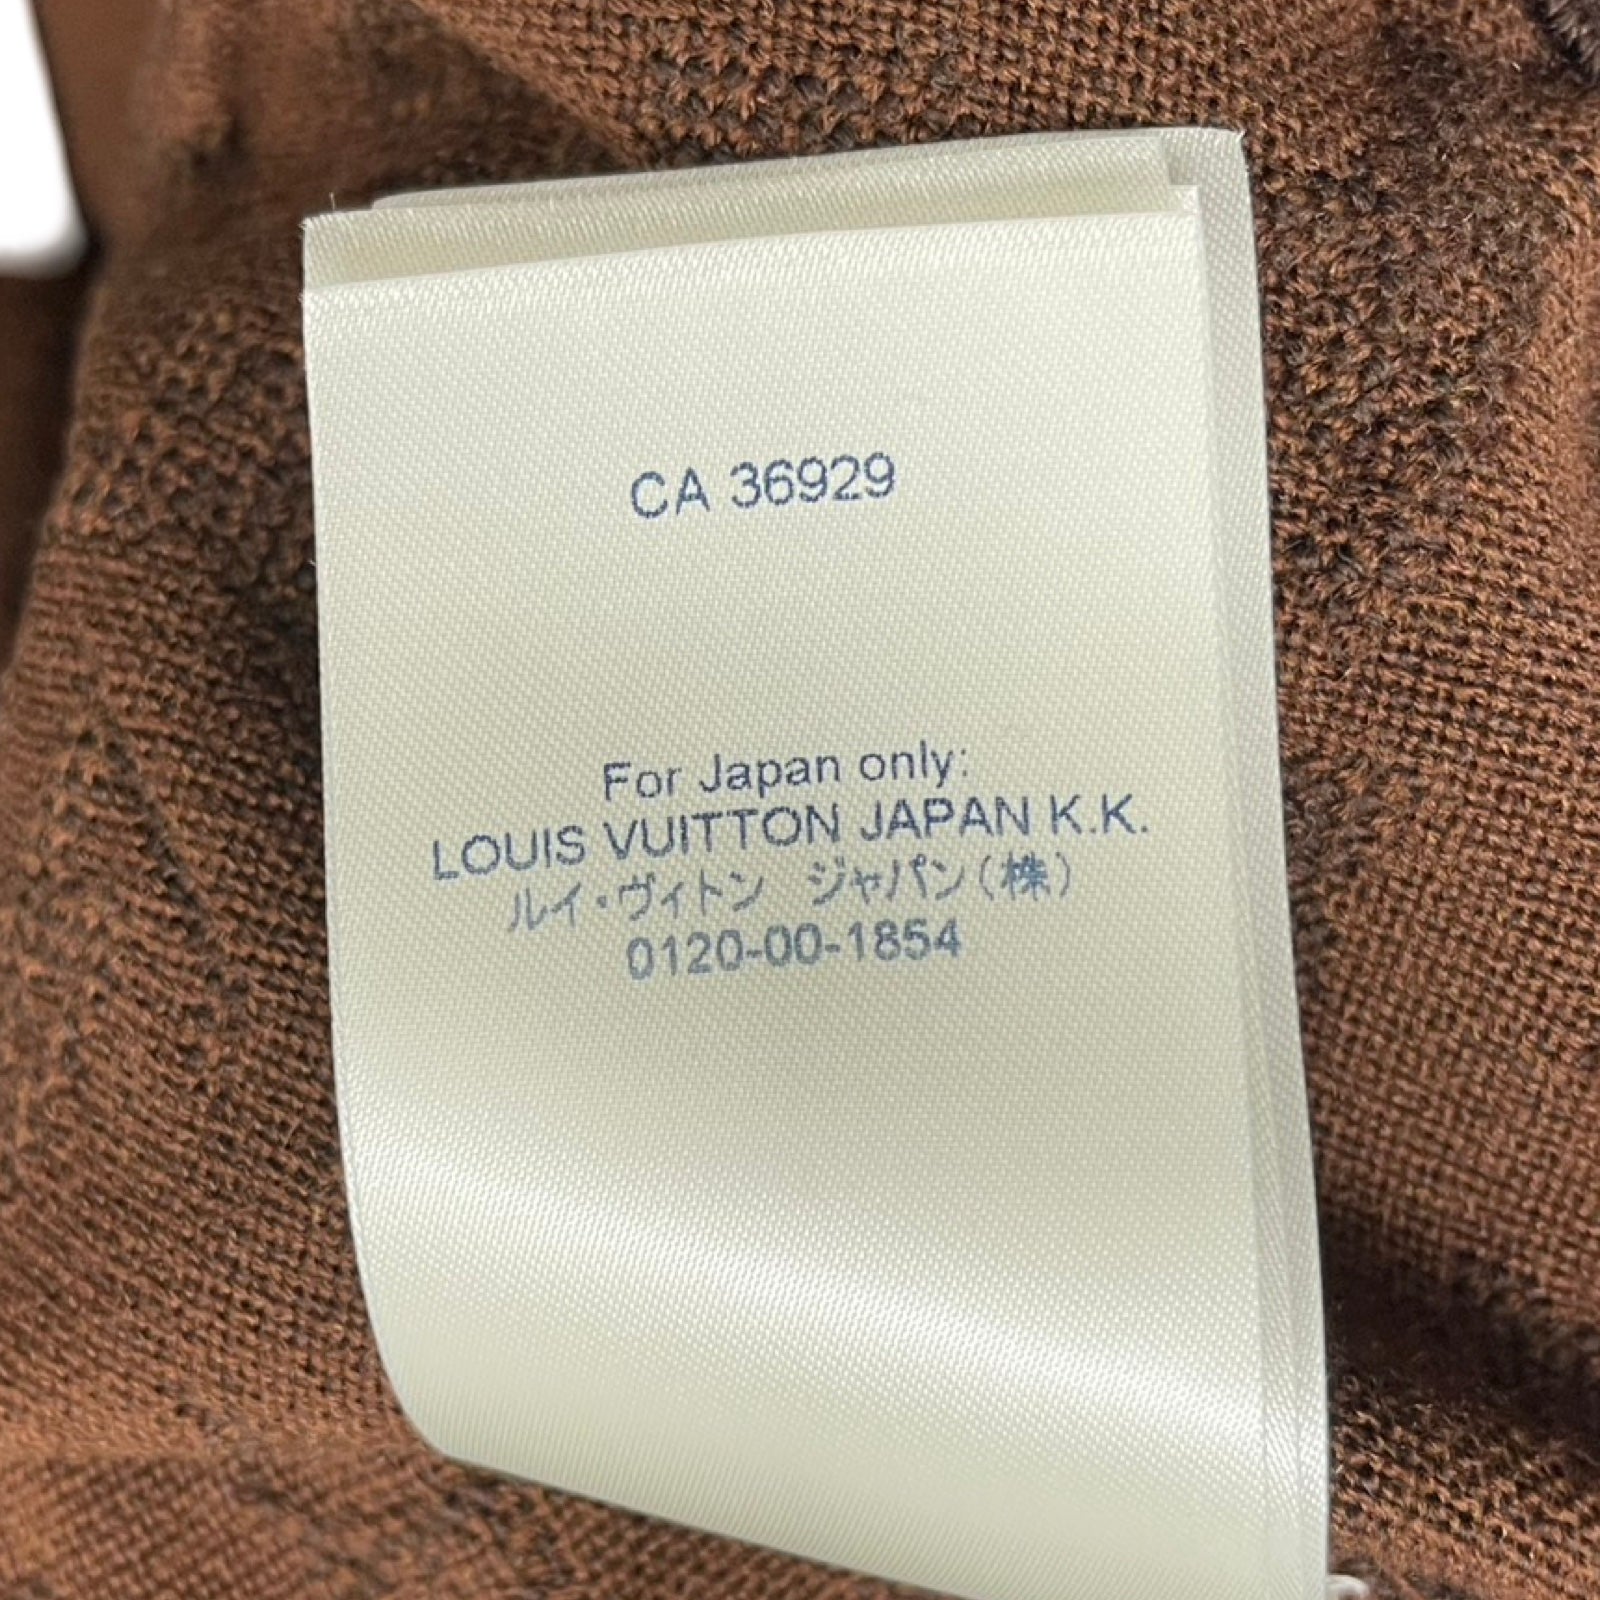 CA 36929
For Japan only:
LOUIS VUITTON JAPAN K.K.
ルイ・ヴィトン　ジャパン（株）
0120-00-1854